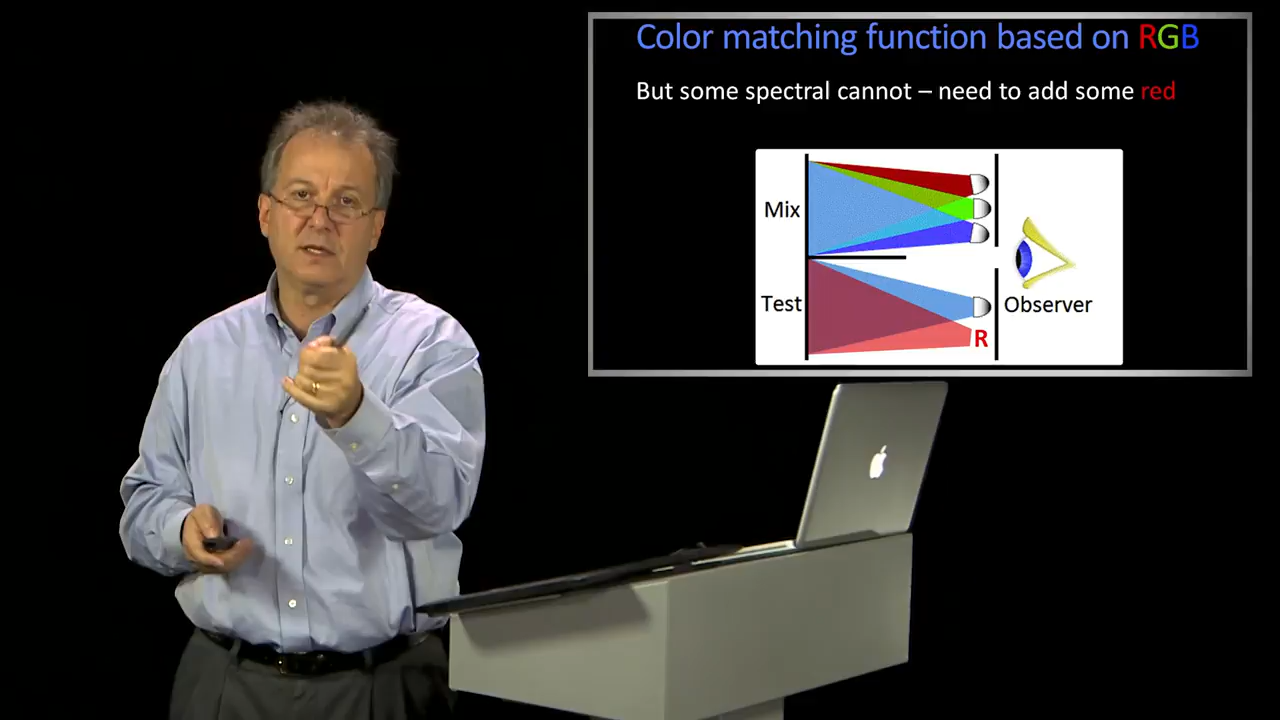 Color matching function based on RGB
But some spectral cannot – need to add some red
Mix
Test
R
Observer